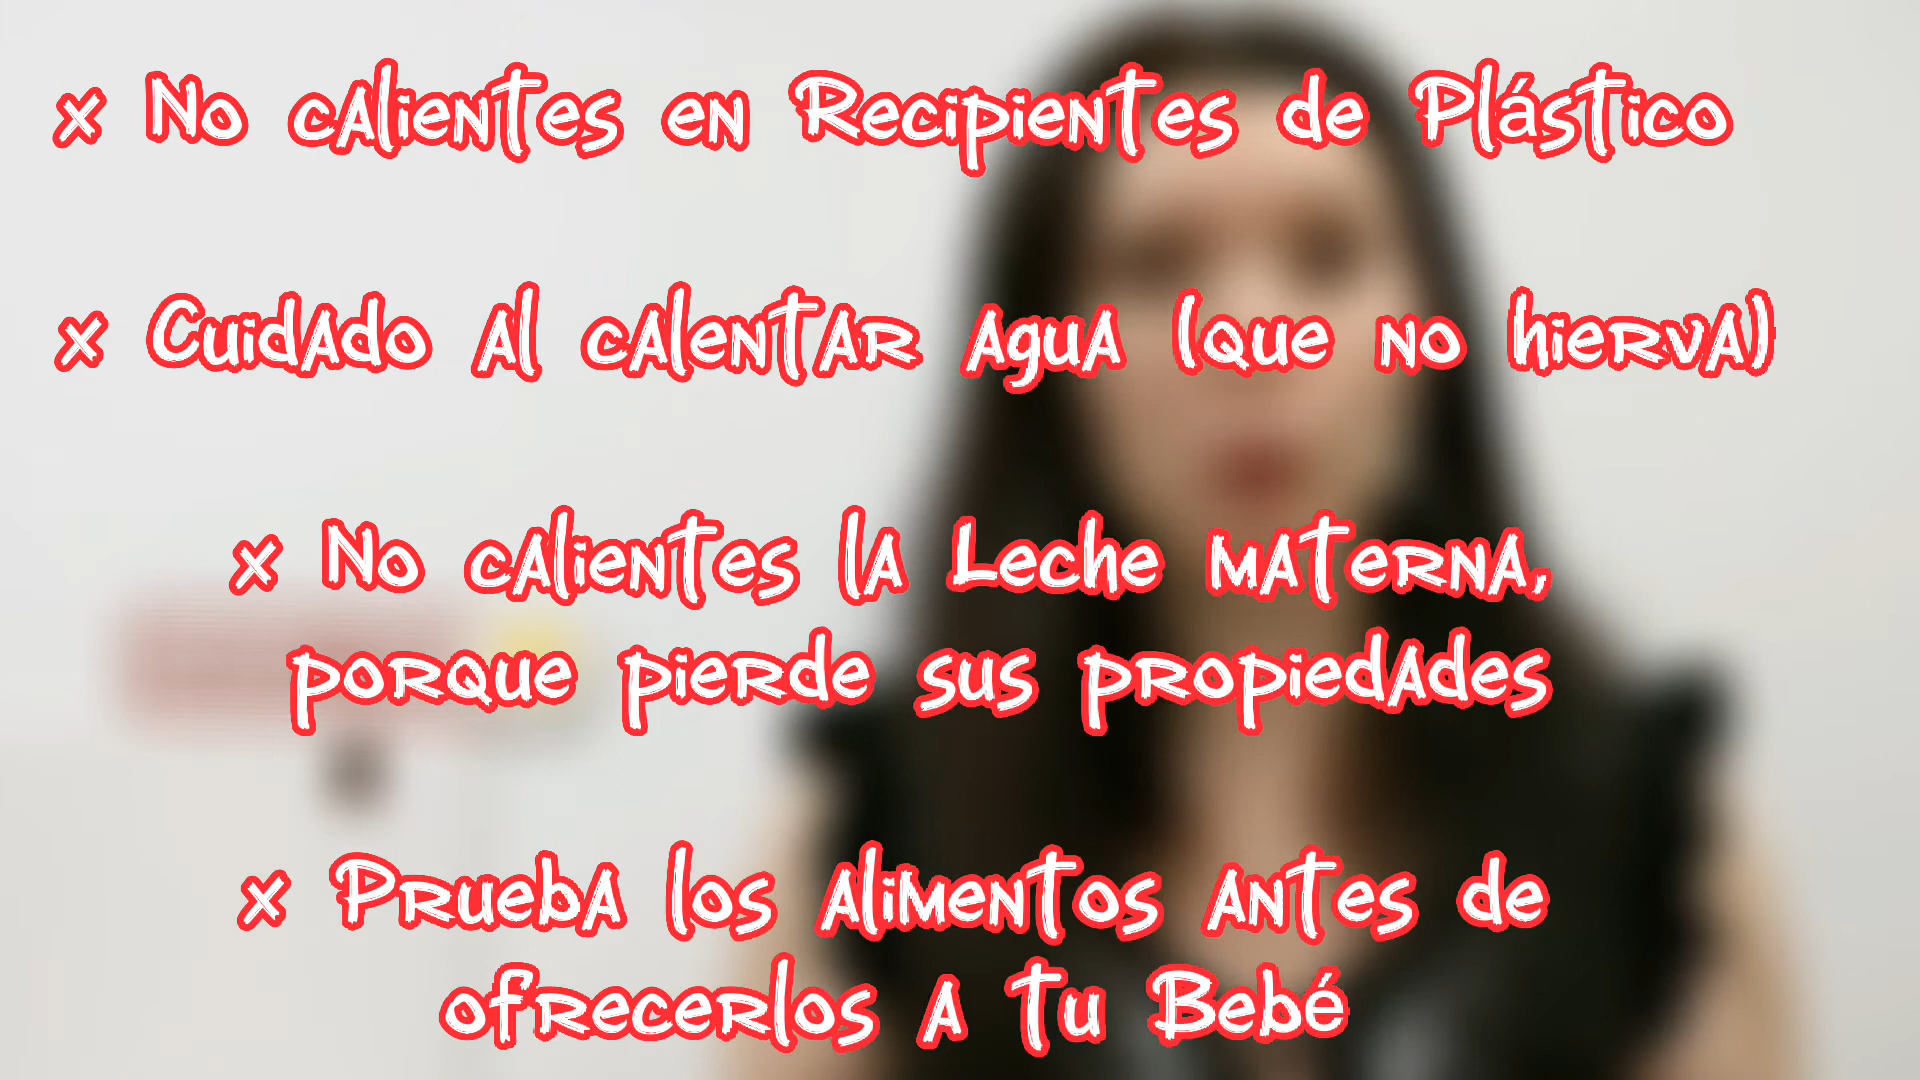 x No calientes en Recipientes de Plástico
x Cuidado al calentar agua (que no hierva)
x No calientes la Leche materna,
porque pierde sus propiedades
x Prueba los alimentos antes de
ofrecerlos a tu Bebé